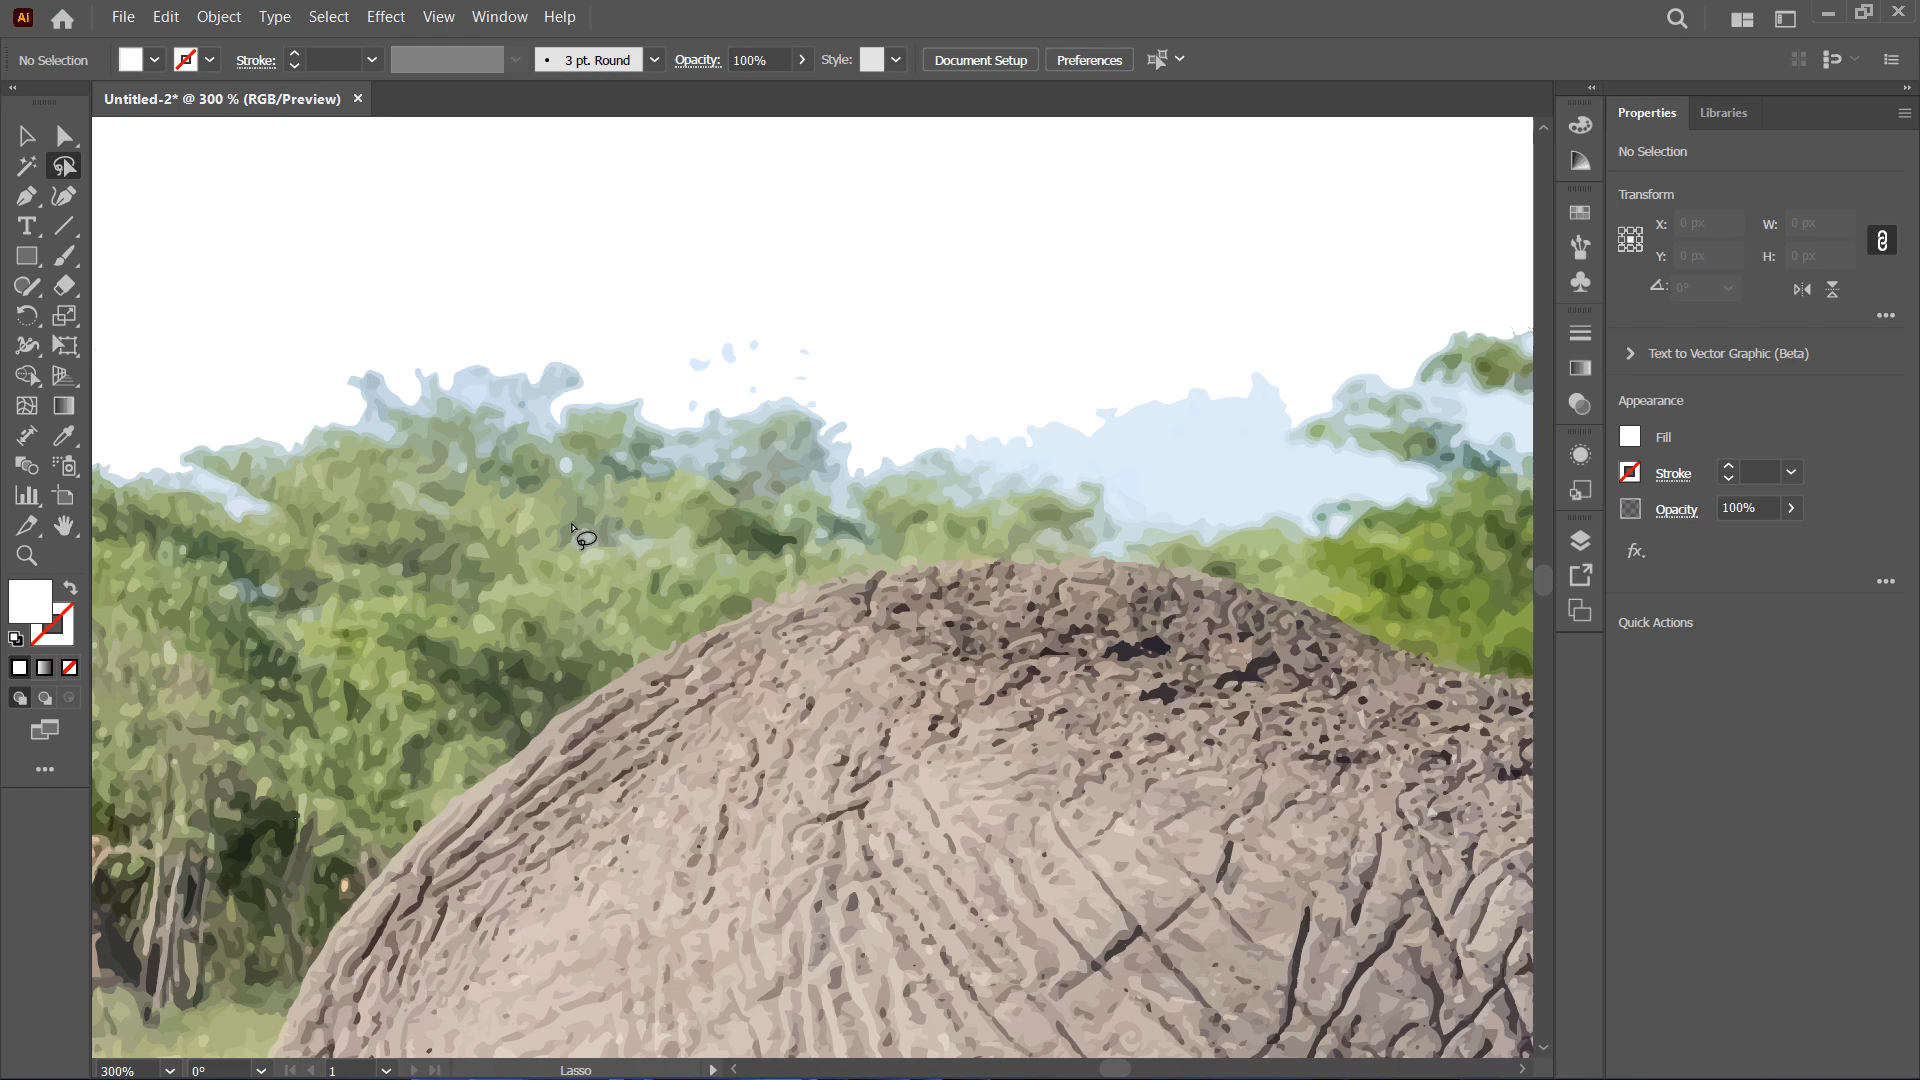 Ai File Edit Object Type Select Effect View Window Help
No Selection Stroke: 3 pt. Round Opacity: 100% Style: Document Setup Preferences
Untitled-2* @ 300 % (RGB/Preview)
Properties Libraries
No Selection
Transform
X: 0 px W: 0 px
Y: 0 px H: 0 px
0°
Text to Vector Graphic (Beta)
Appearance
Fill
Stroke
Opacity 100%
fx.
Quick Actions
300% 0° 1 Lasso